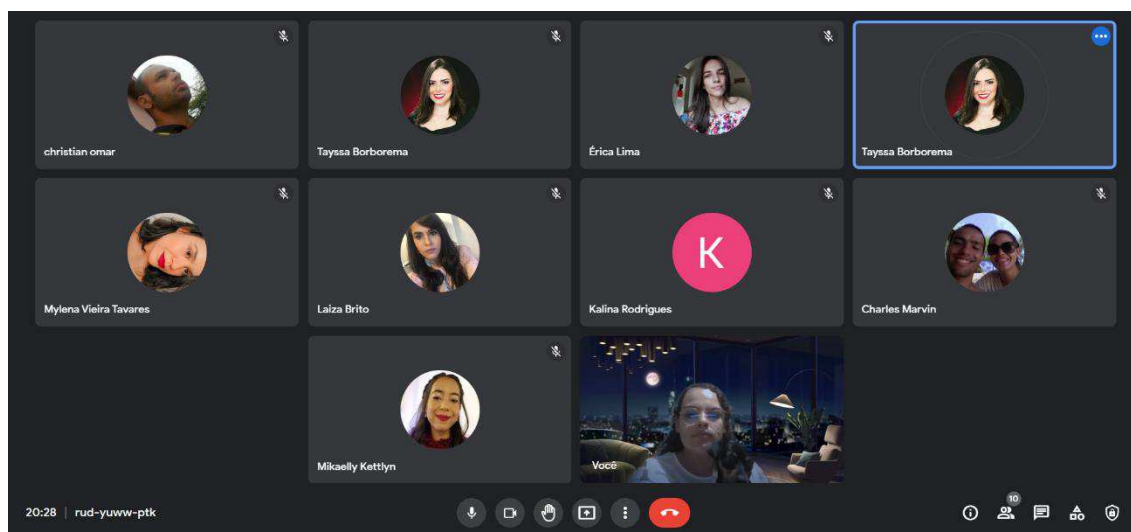 christian omar
Tayssa Borborema
Érica Lima
Tayssa Borborema
Mylena Vieira Tavares
Laiza Brito
K
Kalina Rodrigues
Charles Marvin
Mikaelly Kettlyn
Você
20:28 | rud-yuww-ptk
10